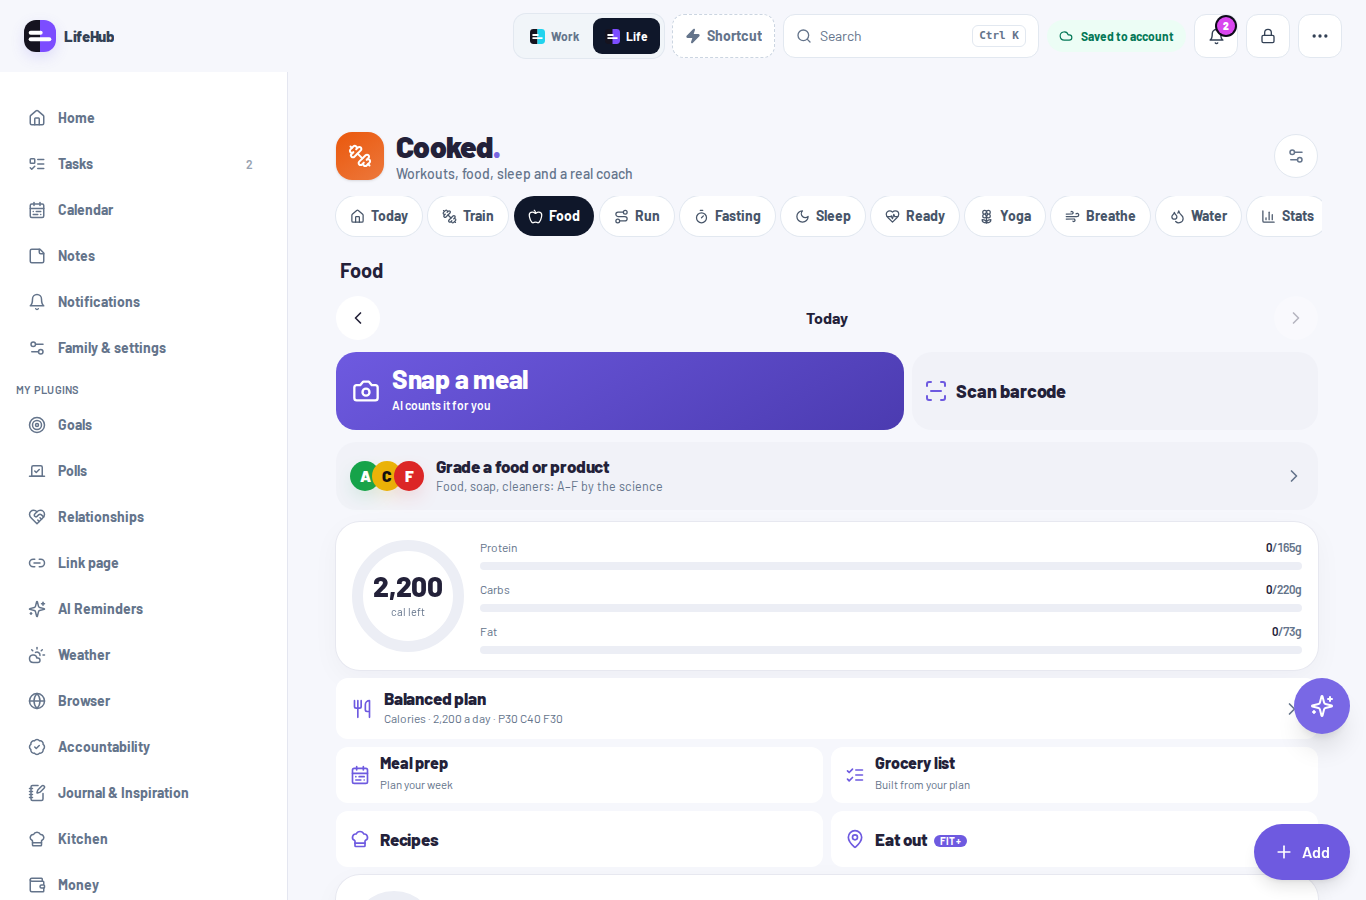 LifeHub
Work
Life
Shortcut
Search
Ctrl K
Saved to account
2
Home
Tasks
2
Calendar
Notes
Notifications
Family & settings
MY PLUGINS
Goals
Polls
Relationships
Link page
AI Reminders
Weather
Browser
Accountability
Journal & Inspiration
Kitchen
Money
Cooked.
Workouts, food, sleep and a real coach
Today
Train
Food
Run
Fasting
Sleep
Ready
Yoga
Breathe
Water
Stats
Food
Today
Snap a meal
AI counts it for you
Scan barcode
A
C
F
Grade a food or product
Food, soap, cleaners: A–F by the science
2,200
cal left
Protein
0/165g
Carbs
0/220g
Fat
0/73g
Balanced plan
Calories · 2,200 a day · P30 C40 F30
Meal prep
Plan your week
Grocery list
Built from your plan
Recipes
Eat out
FIT+
Add